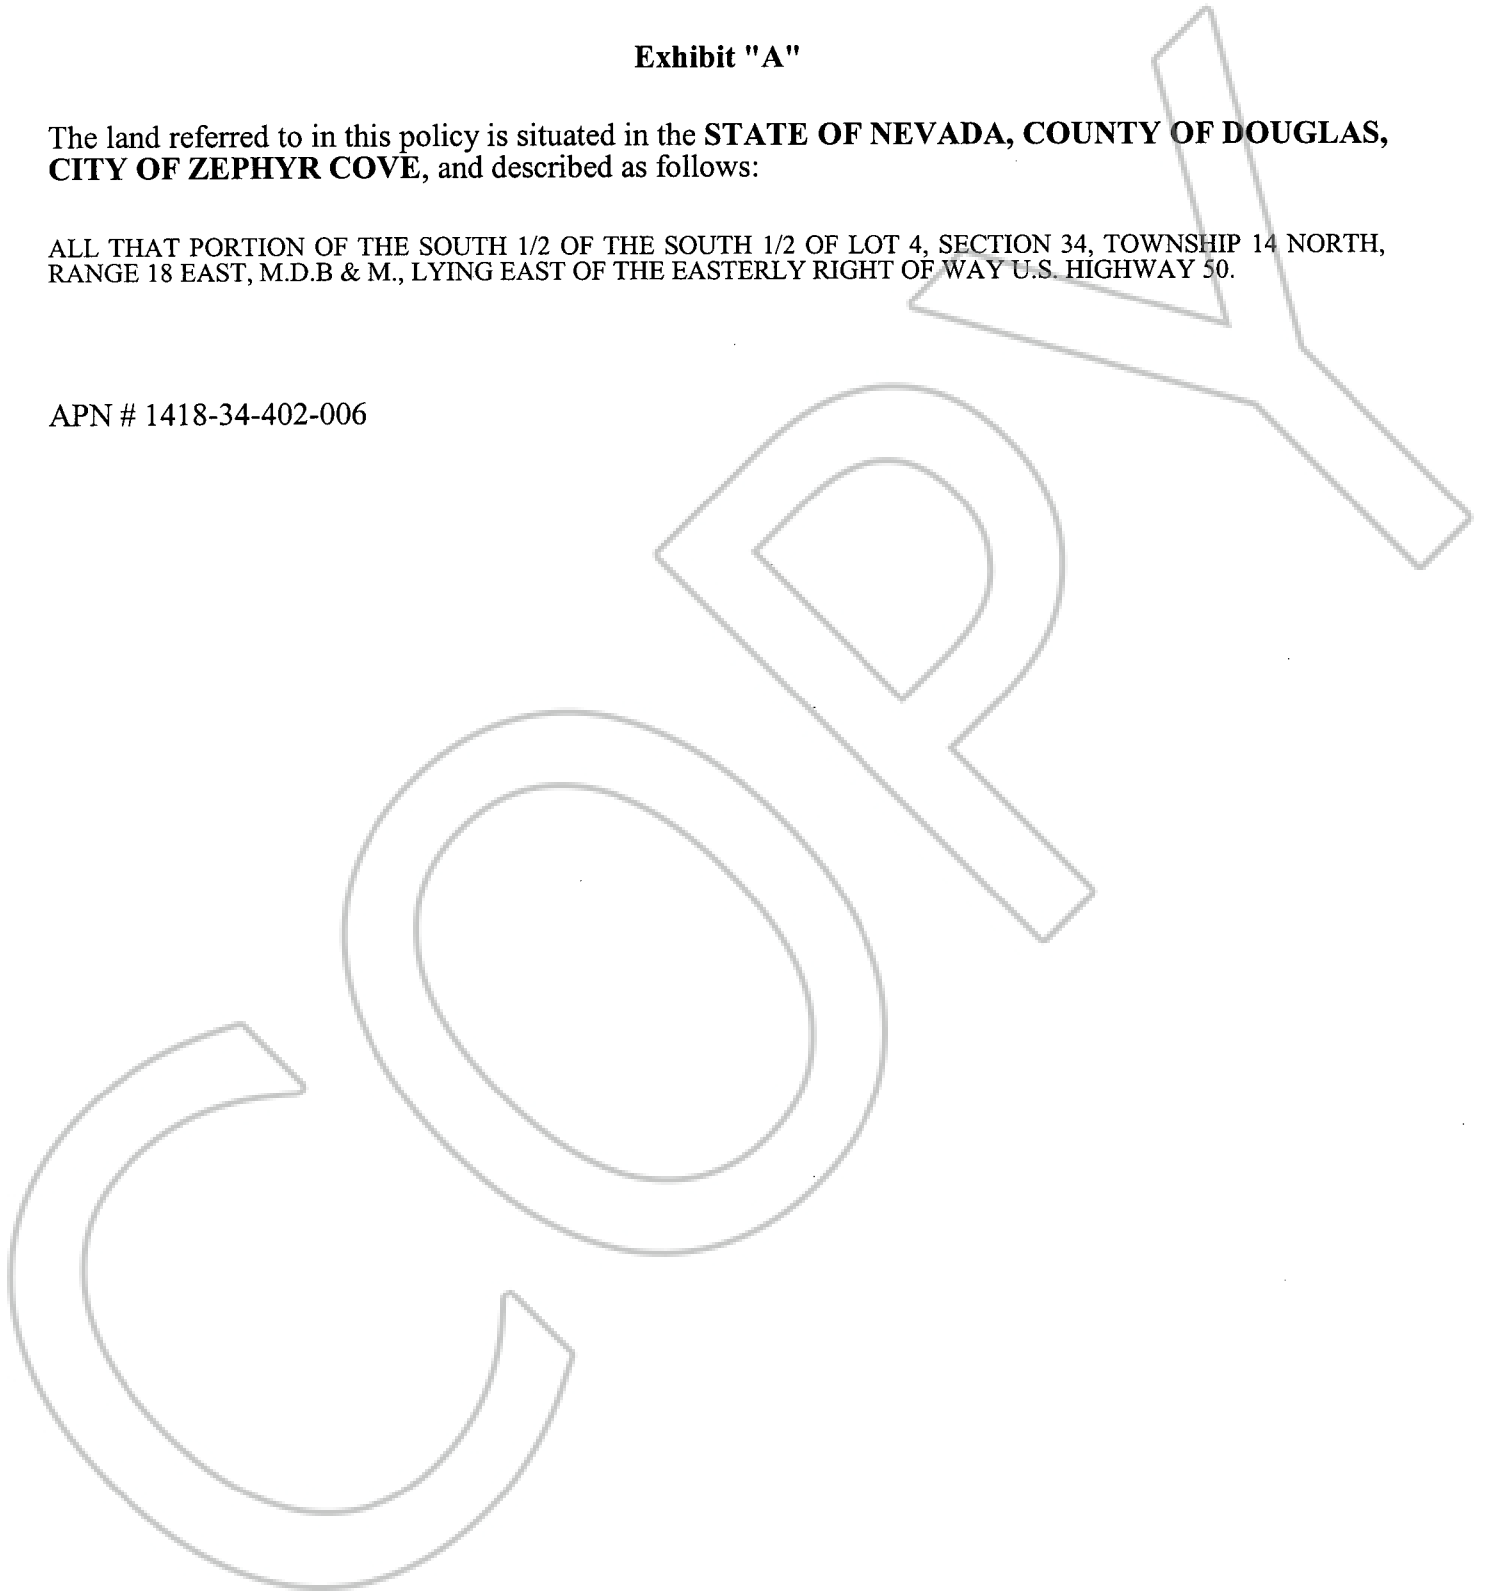 Exhibit "A"
The land referred to in this policy is situated in the STATE OF NEVADA, COUNTY OF DOUGLAS,
CITY OF ZEPHYR COVE, and described as follows:
ALL THAT PORTION OF THE SOUTH 1/2 OF THE SOUTH 1/2 OF LOT 4, SECTION 34, TOWNSHIP 14 NORTH,
RANGE 18 EAST, M.D.B & M., LYING EAST OF THE EASTERLY RIGHT OF WAY U.S. HIGHWAY 50.
APN # 1418-34-402-006
COPY